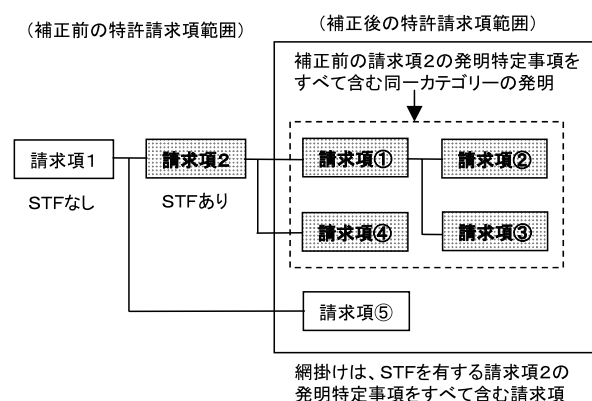 （補正前の特許請求項範囲）
（補正後の特許請求項範囲）
補正前の請求項2の発明特定事項を
すべて含む同一カテゴリーの発明
請求項1
請求項2
請求項①
請求項②
STFなし
STFあり
請求項④
請求項③
請求項⑤
網掛けは、STFを有する請求項2の
発明特定事項をすべて含む請求項